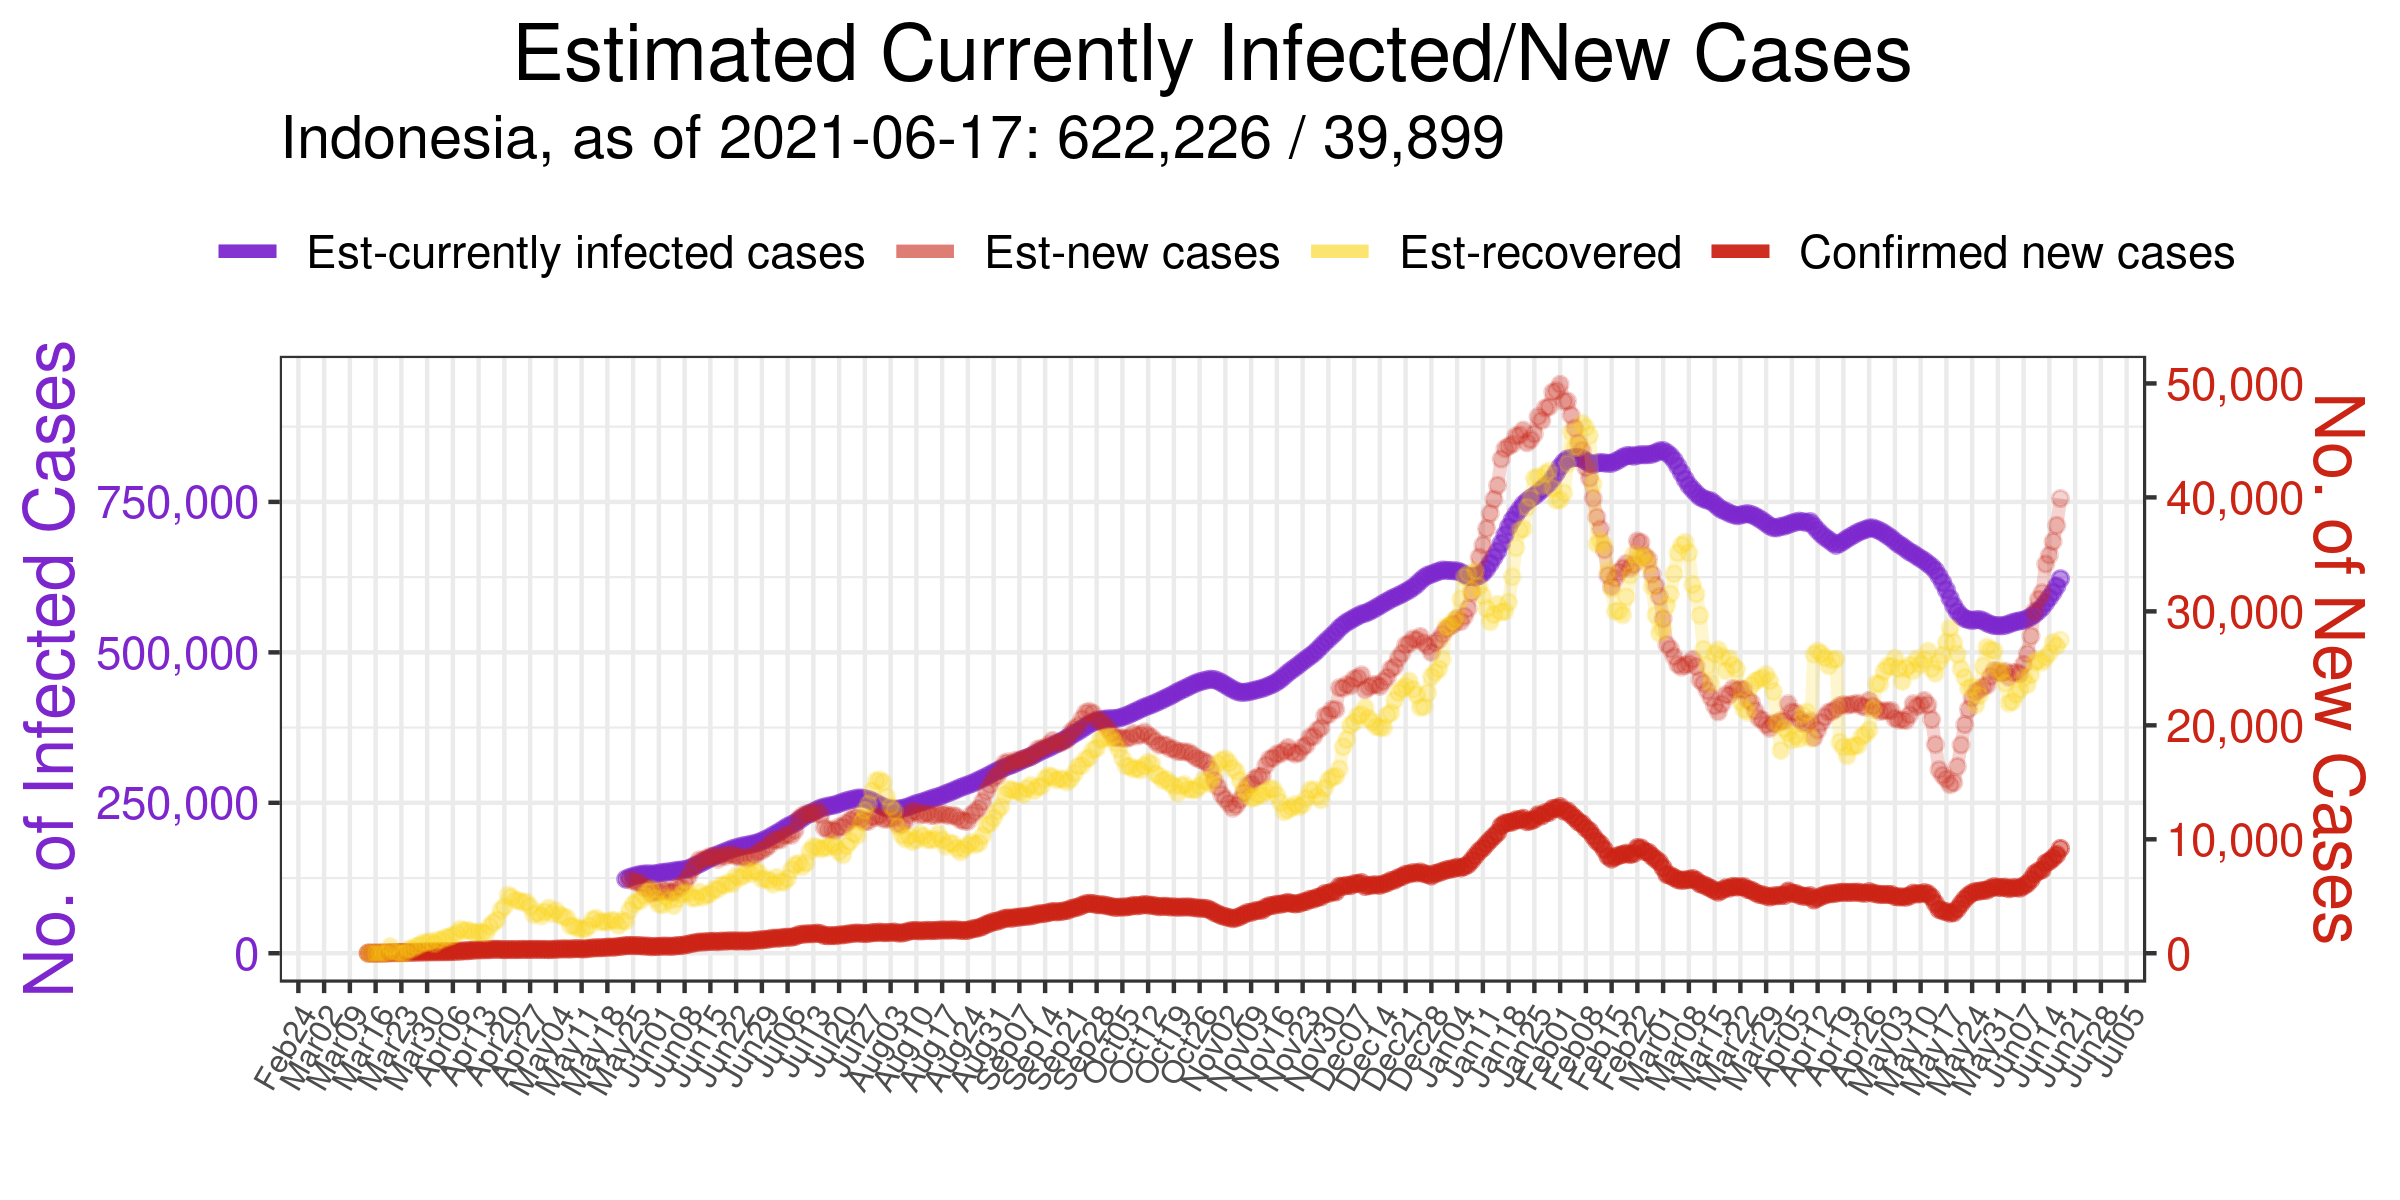 Estimated Currently Infected/New Cases
Indonesia, as of 2021-06-17: 622,226 / 39,899
Est-currently infected cases Est-new cases Est-recovered Confirmed new cases
No. of Infected Cases
750,000
500,000
250,000
0
50,000
40,000
30,000
20,000
10,000
0
No. of New Cases
Feb24
Mar02
Mar09
Mar16
Mar23
Mar30
Apr06
Apr13
Apr20
Apr27
May04
May11
May18
May25
Jun01
Jun08
Jun15
Jun22
Jun29
Jul06
Jul13
Jul20
Jul27
Aug03
Aug10
Aug17
Aug24
Aug31
Sep07
Sep14
Sep21
Sep28
Oct05
Oct12
Oct19
Oct26
Nov02
Nov09
Nov16
Nov23
Nov30
Dec07
Dec14
Dec21
Dec28
Jan04
Jan11
Jan18
Jan25
Feb01
Feb08
Feb15
Feb22
Mar01
Mar08
Mar15
Mar22
Mar29
Apr05
Apr12
Apr19
Apr26
May03
May10
May17
May24
May31
Jun07
Jun14
Jun21
Jun28
Jul05